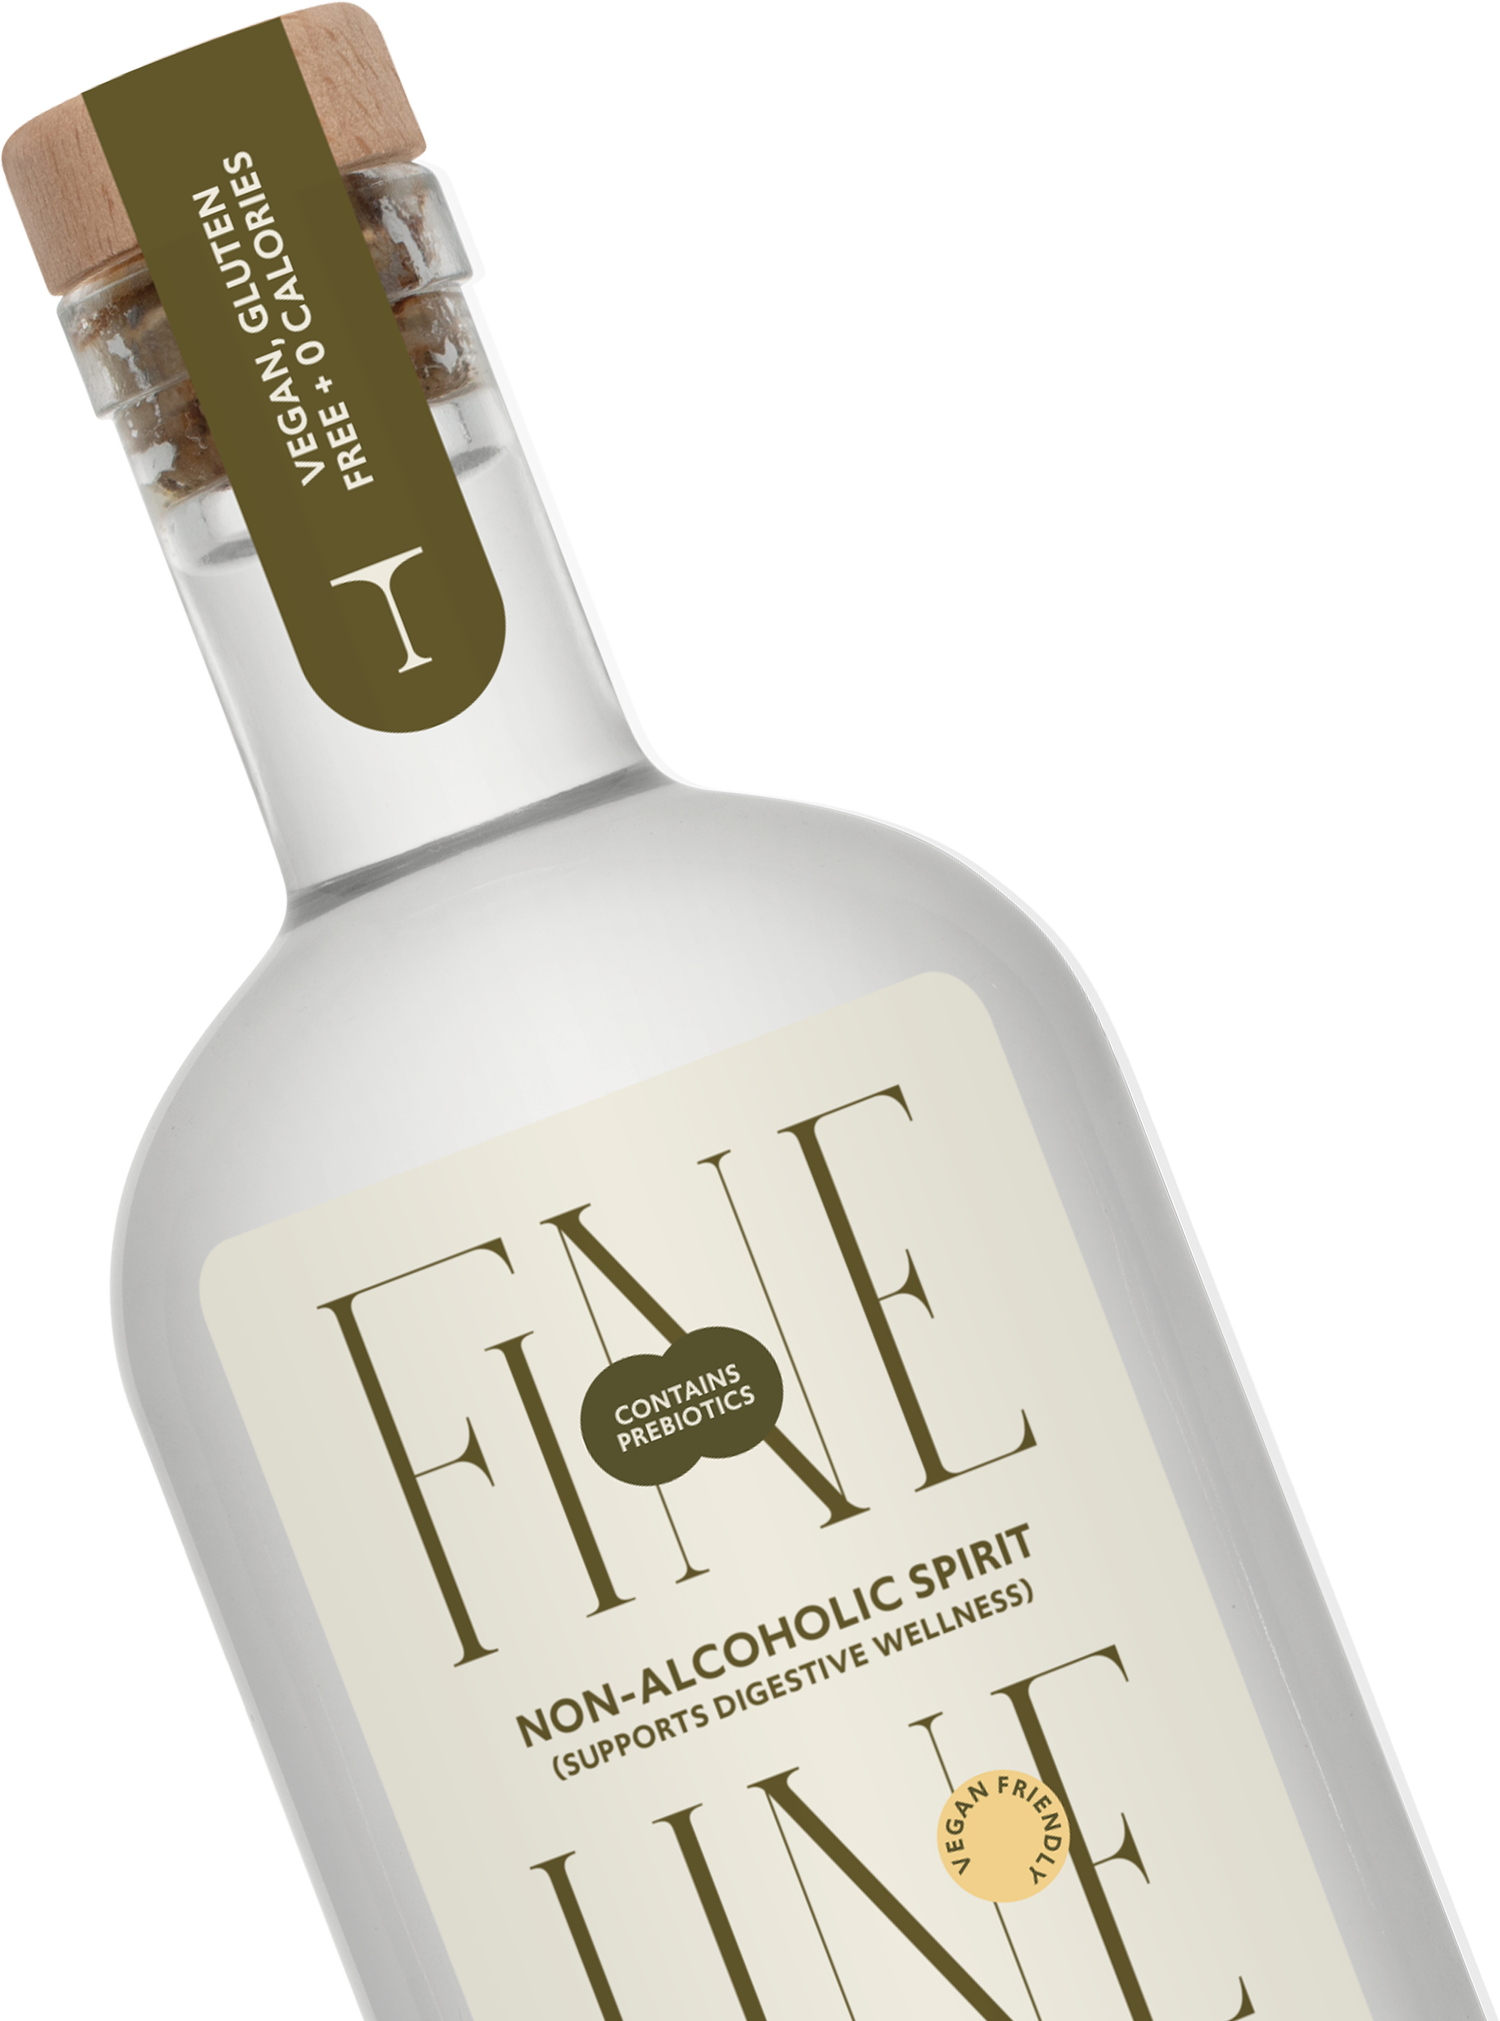 VEGAN, GLUTEN
FREE + 0 CALORIES
FINE
CONTAINS
PREBIOTICS
NON-ALCOHOLIC SPIRIT
(SUPPORTS DIGESTIVE WELLNESS)
LINE
VEGAN FRIENDLY